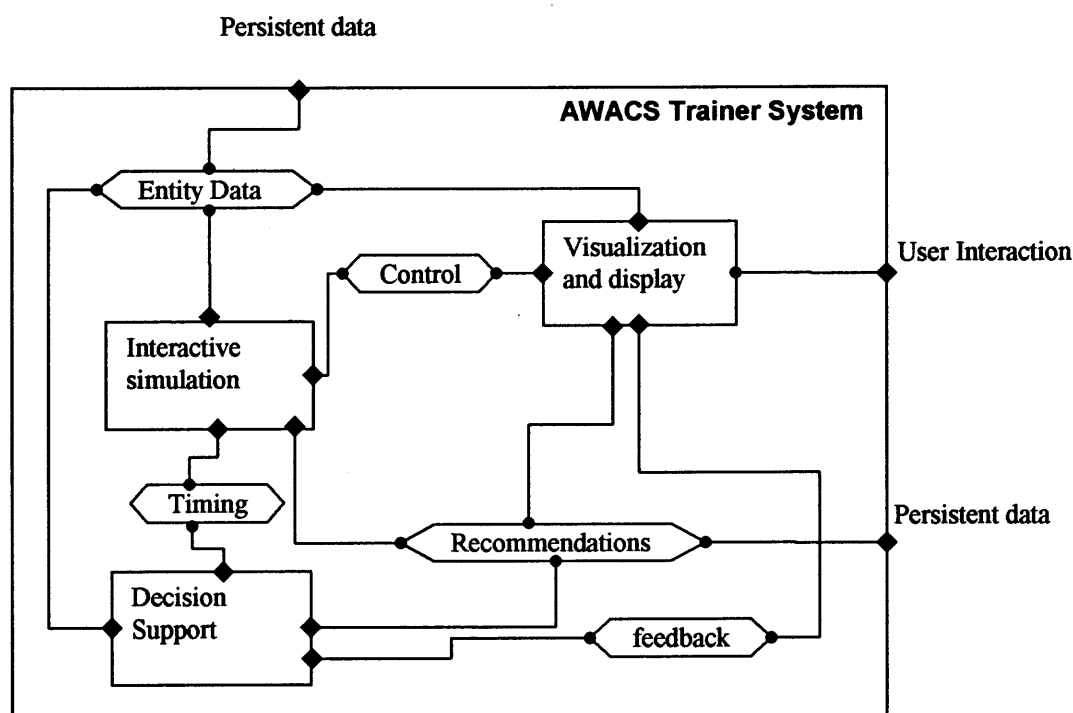 Persistent data
AWACS Trainer System
Entity Data
Visualization
and display
User Interaction
Control
Interactive
simulation
Timing
Persistent data
Recommendations
Decision
Support
feedback